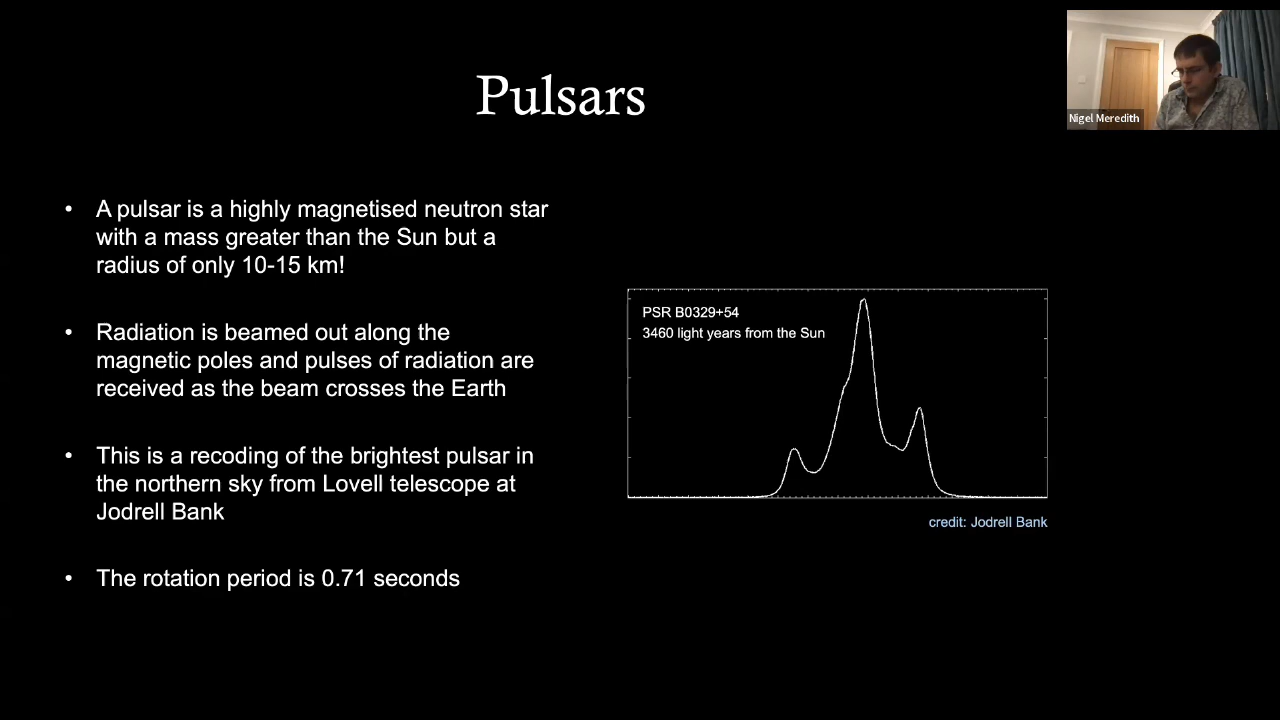 Pulsars
Nigel Meredith
• A pulsar is a highly magnetised neutron star
with a mass greater than the Sun but a
radius of only 10-15 km!
• Radiation is beamed out along the
magnetic poles and pulses of radiation are
received as the beam crosses the Earth
• This is a recoding of the brightest pulsar in
the northern sky from Lovell telescope at
Jodrell Bank
• The rotation period is 0.71 seconds
PSR B0329+54
3460 light years from the Sun
credit: Jodrell Bank